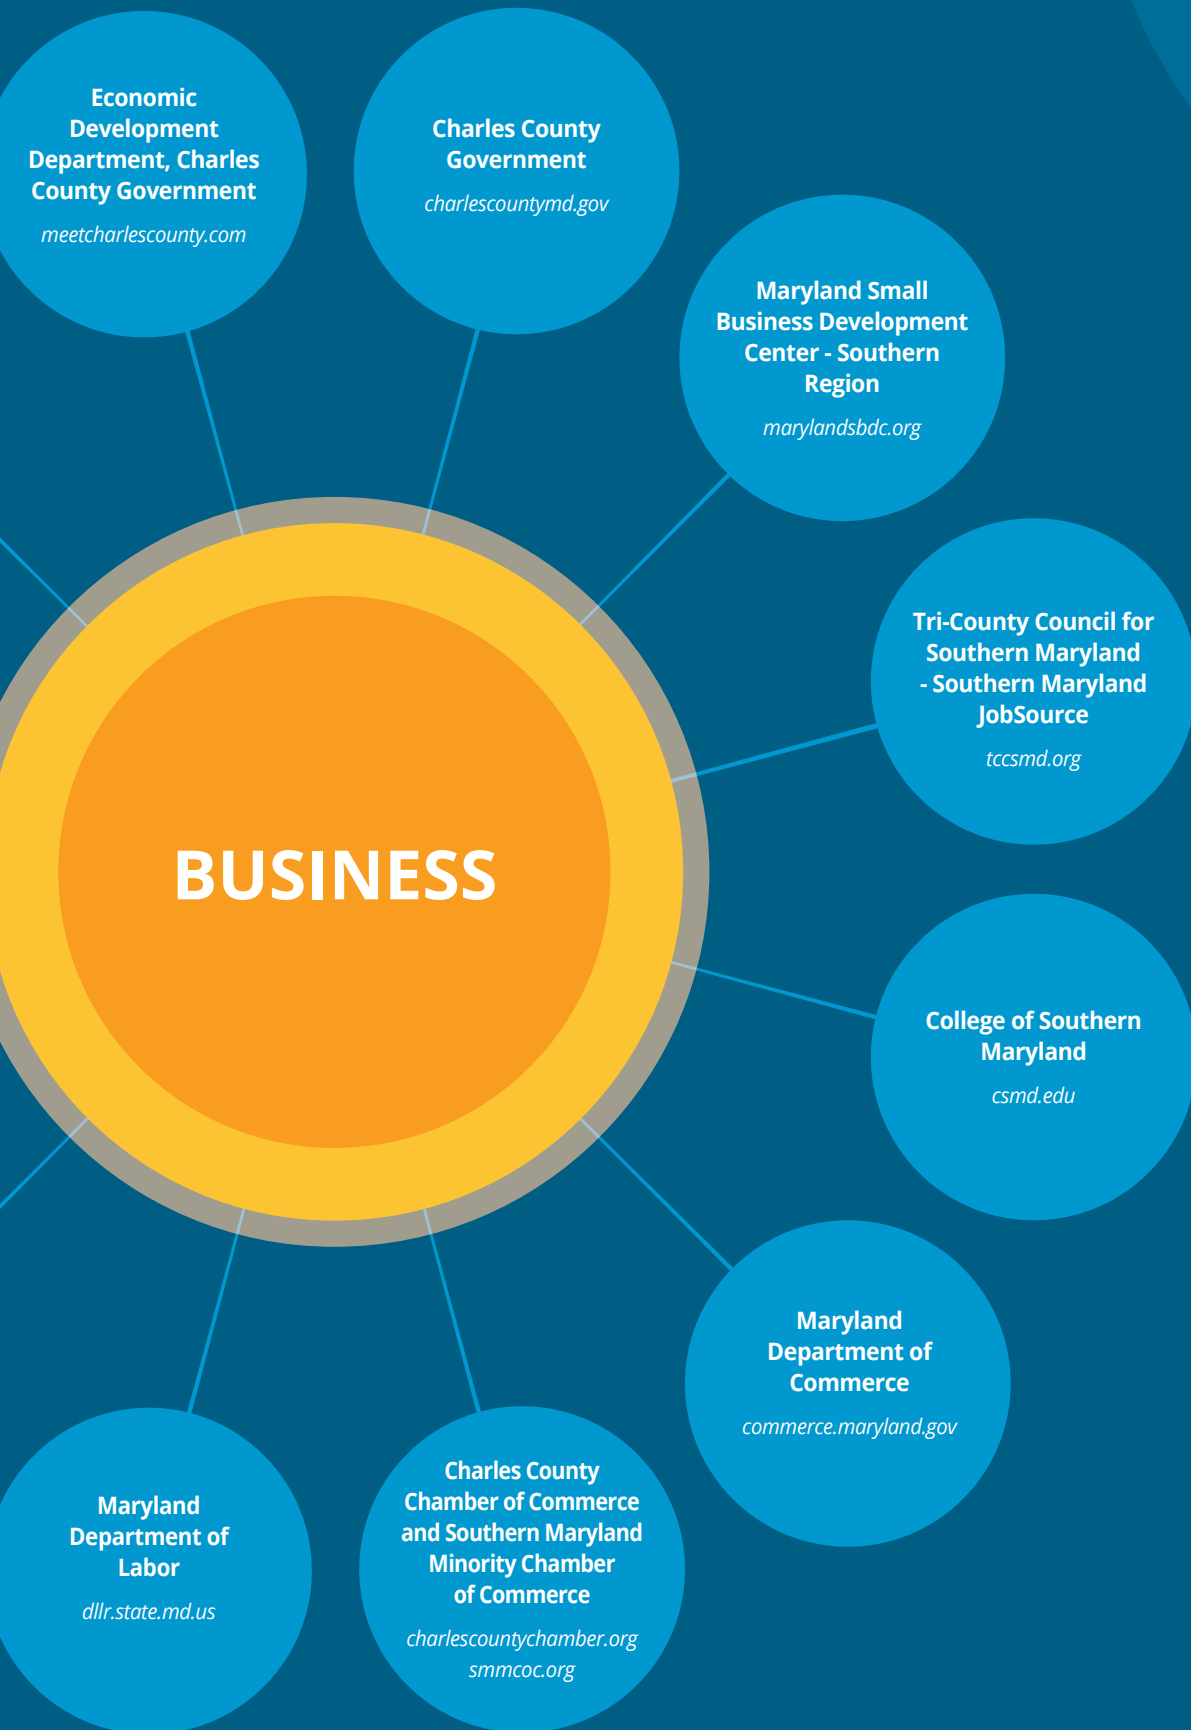 Economic
Development
Department, Charles
County Government
meetcharlescounty.com
Charles County
Government
charlescountymd.gov
Maryland Small
Business Development
Center - Southern
Region
marylandsbdc.org
Tri-County Council for
Southern Maryland
- Southern Maryland
JobSource
tccsmd.org
BUSINESS
College of Southern
Maryland
csmd.edu
Maryland
Department of
Commerce
commerce.maryland.gov
Charles County
Chamber of Commerce
and Southern Maryland
Minority Chamber
of Commerce
charlescountychamber.org
smmcoc.org
Maryland
Department of
Labor
dllr.state.md.us